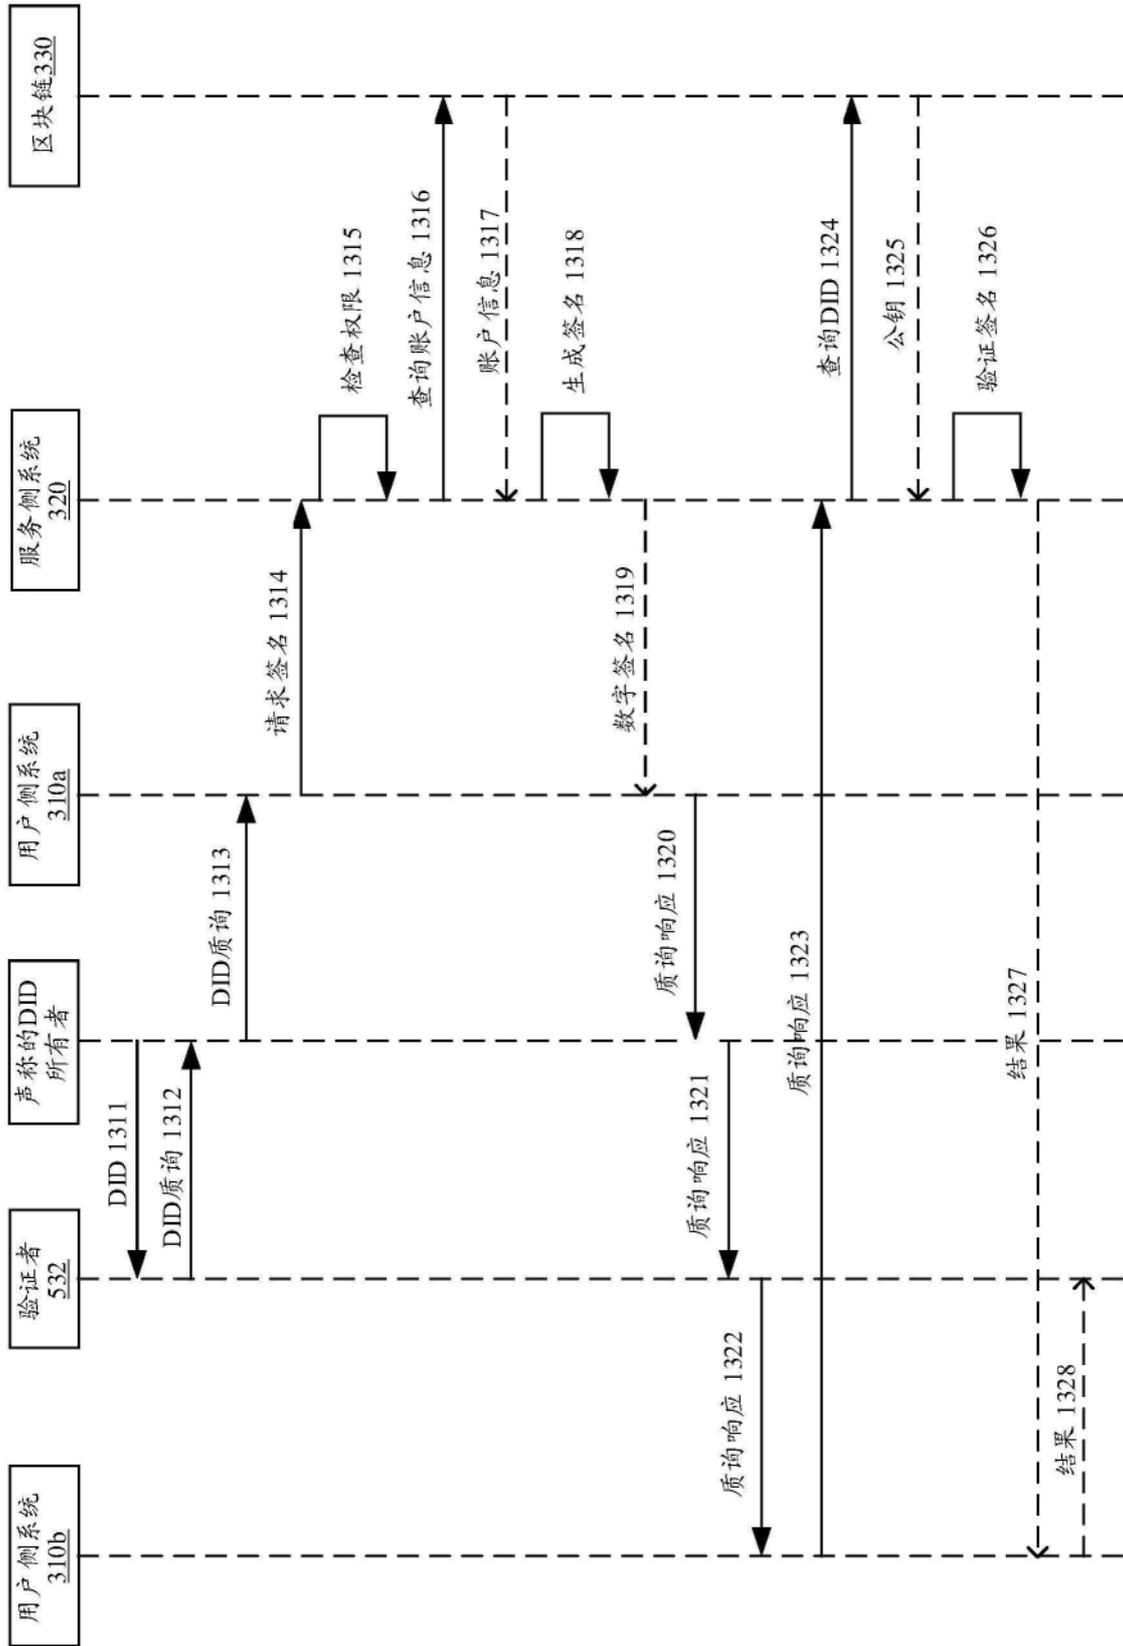 用户侧系统
310b
验证者
532
声称的DID
所有者
用户侧系统
310a
服务侧系统
320
区块链330
DID 1311
DID质询 1312
DID质询 1313
请求签名 1314
检查权限 1315
查询账户信息 1316
账户信息 1317
生成签名 1318
数字签名 1319
质询响应 1320
质询响应 1321
质询响应 1322
质询响应 1323
查询DID 1324
公钥 1325
验证签名 1326
结果 1327
结果 1328